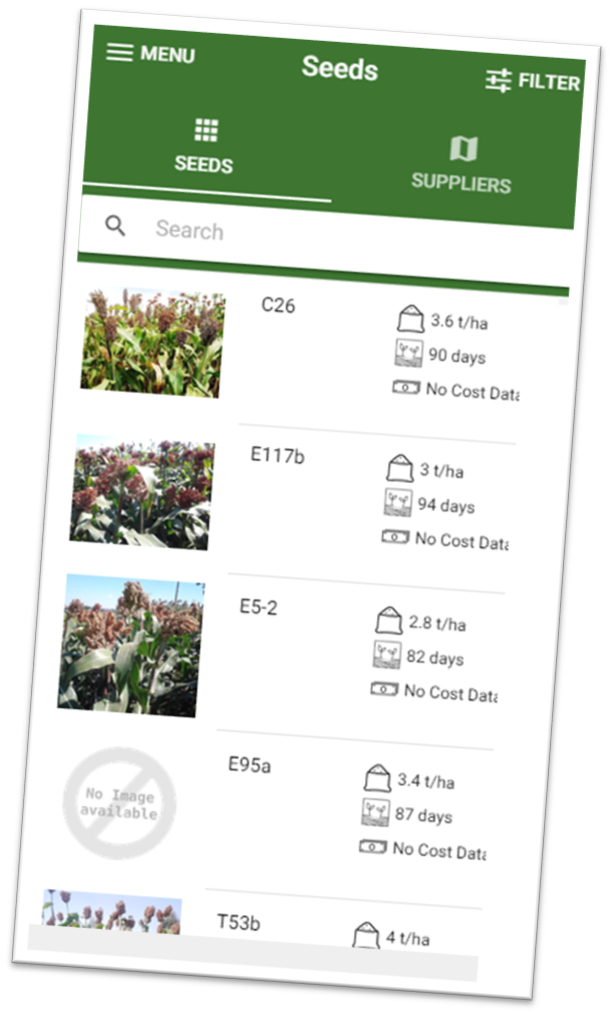 MENU
Seeds
FILTER
SEEDS
SUPPLIERS
Search
C26
3.6 t/ha
90 days
No Cost Data
E117b
3 t/ha
94 days
No Cost Data
E5-2
2.8 t/ha
82 days
No Cost Data
No Image
available
E95a
3.4 t/ha
87 days
No Cost Data
T53b
4 t/ha